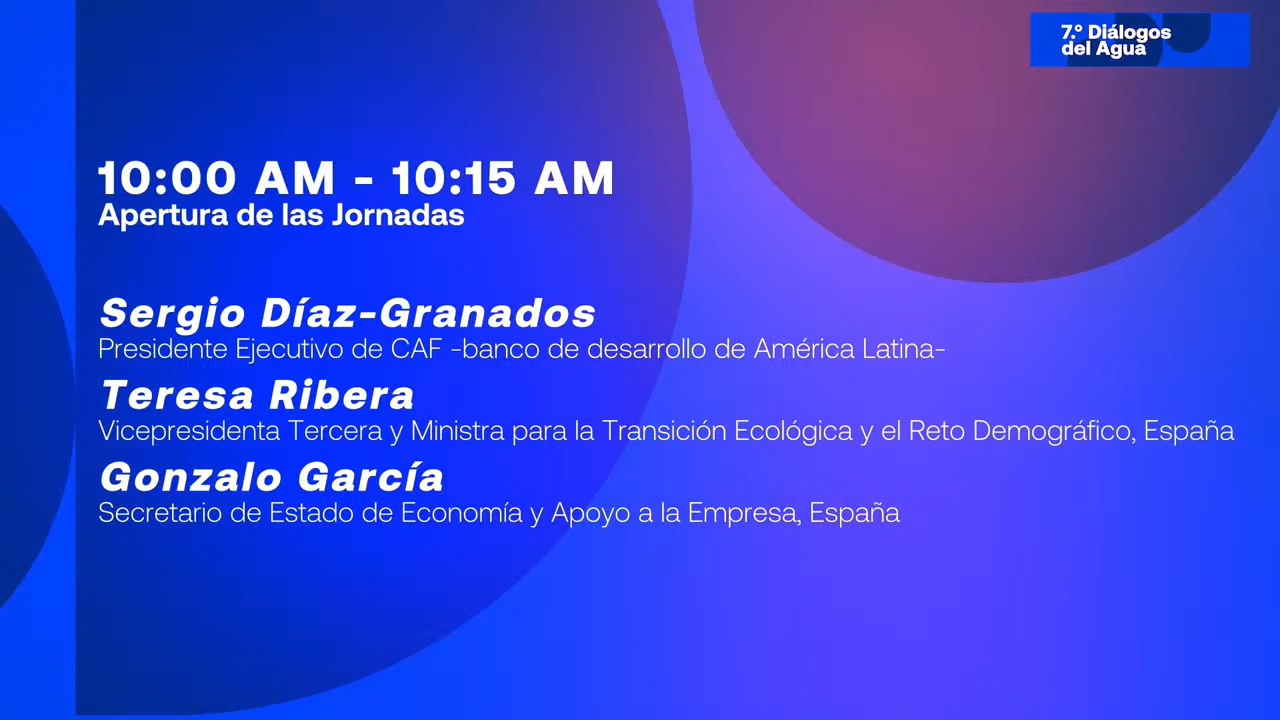 7.º Diálogos
del Agua
10:00 AM - 10:15 AM
Apertura de las Jornadas
Sergio Díaz-Granados
Presidente Ejecutivo de CAF -banco de desarrollo de América Latina-
Teresa Ribera
Vicepresidenta Tercera y Ministra para la Transición Ecológica y el Reto Demográfico, España
Gonzalo García
Secretario de Estado de Economía y Apoyo a la Empresa, España